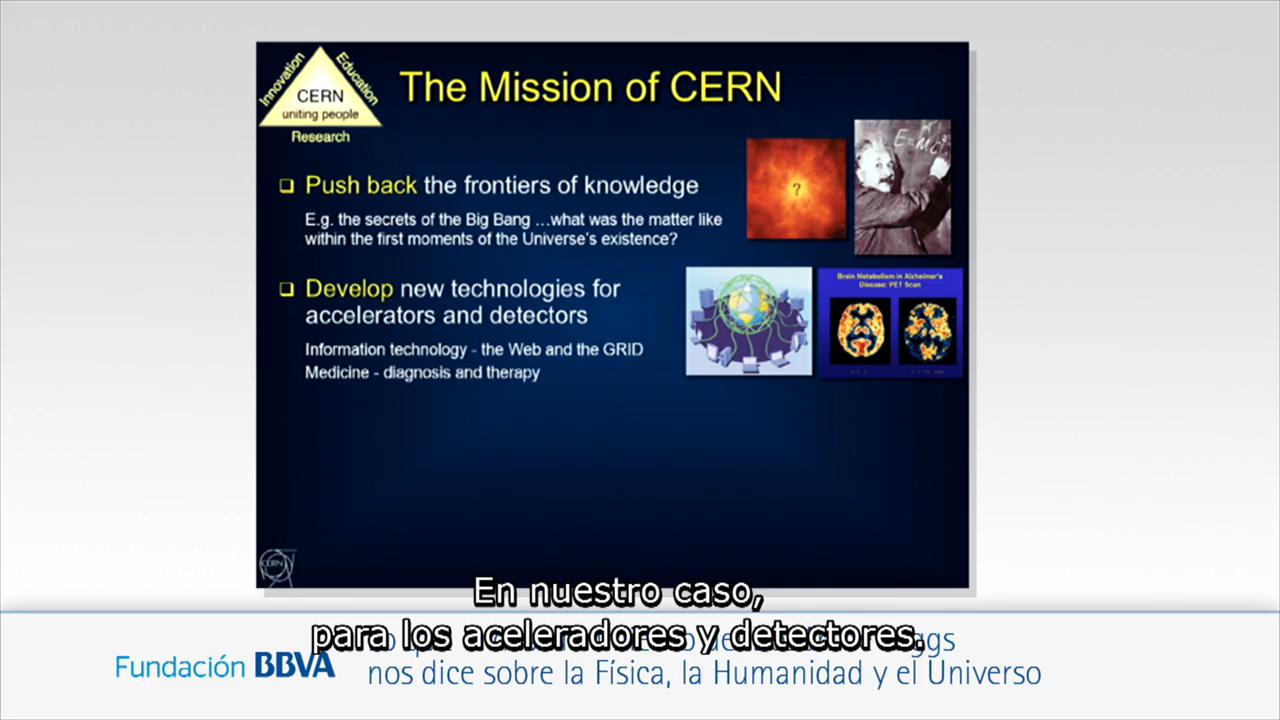 Innovation
Education
CERN
uniting people
Research
The Mission of CERN
Push back the frontiers of knowledge
E.g. the secrets of the Big Bang ...what was the matter like
within the first moments of the Universe's existence?
?
E=mc²
Develop new technologies for
accelerators and detectors
Information technology - the Web and the GRID
Medicine - diagnosis and therapy
Brain Metabolism in Alzheimer's
Disease: PET Scan
CERN
En nuestro caso,
para los aceleradores y detectores.
Fundación BBVA
nos dice sobre la Física, la Humanidad y el Universo